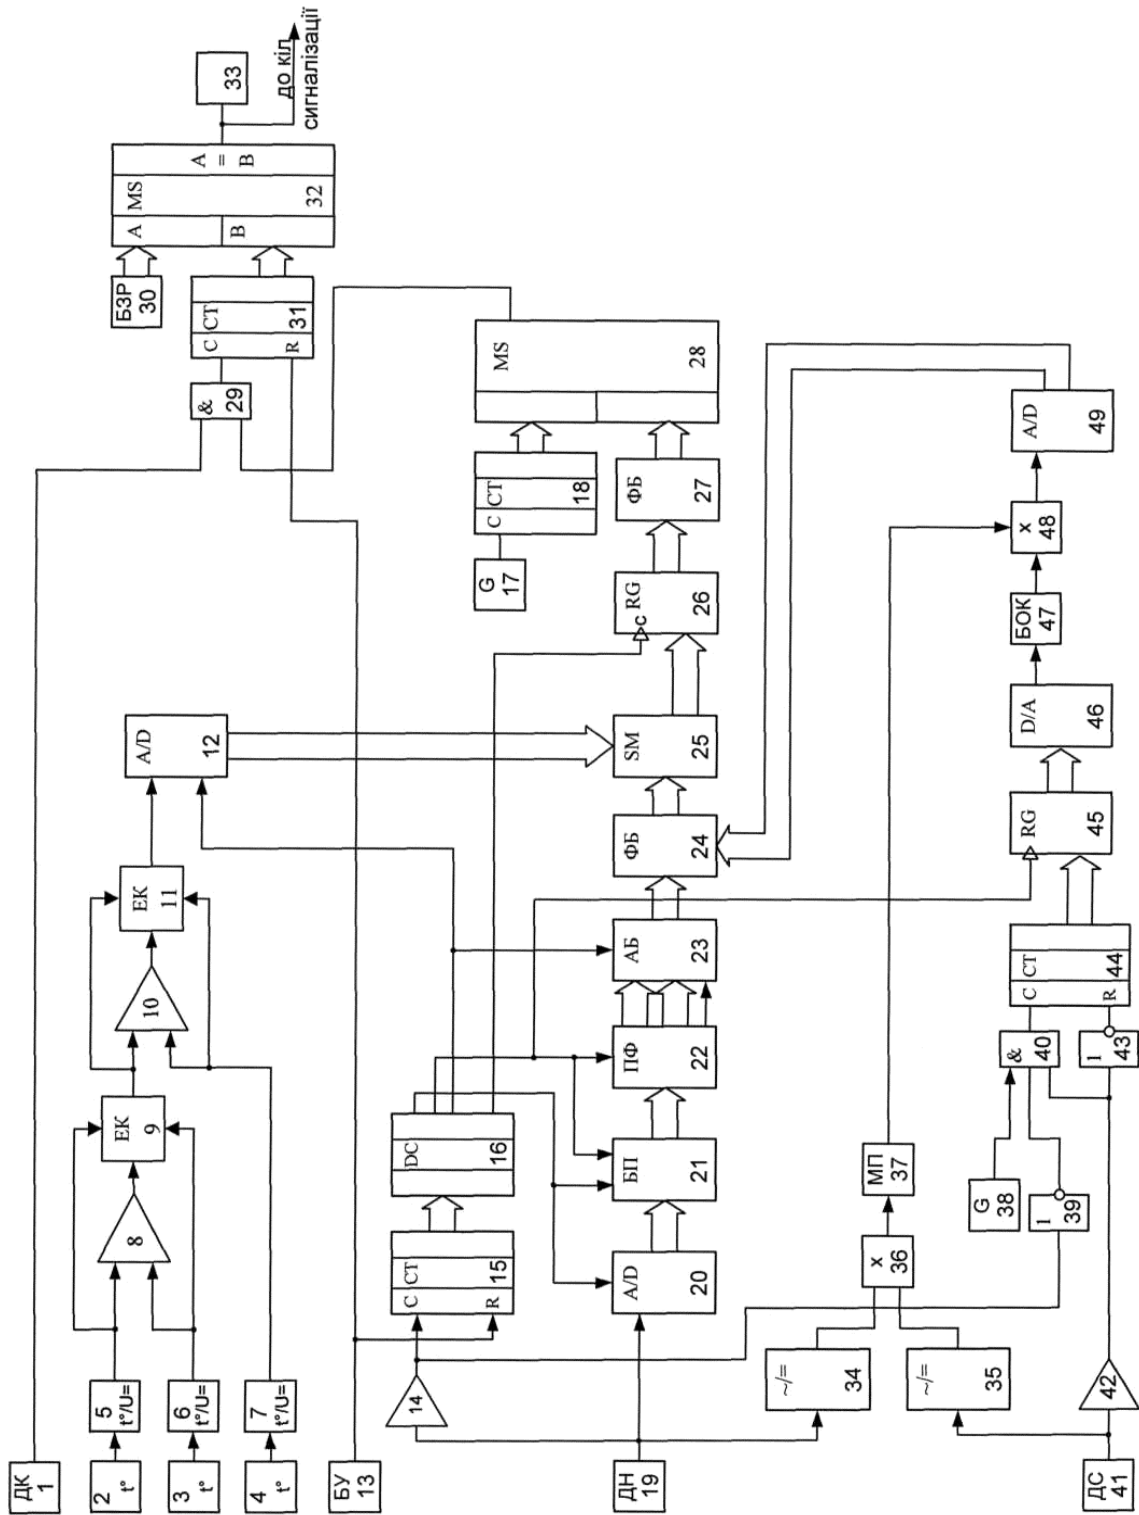 ДК
1
2
t°
3
t°
4
t°
5
t°/U=
6
t°/U=
7
t°/U=
8
ЕК
9
10
ЕК
11
A/D
12
БУ
13
14
C
CT
R
15
DC
16
G
17
C
CT
18
ДН
19
A/D
20
БП
21
ПФ
22
АБ
23
ФБ
24
SM
25
C
RG
26
ФБ
27
MS
28
&
29
БЗР
30
C
CT
R
31
A
MS
A
=
B
B
32
33
до кіл
сигналізації
~/=
34
~/=
35
x
36
МП
37
G
38
1
39
&
40
ДС
41
42
1
43
C
CT
R
44
RG
45
D/A
46
БОК
47
x
48
A/D
49